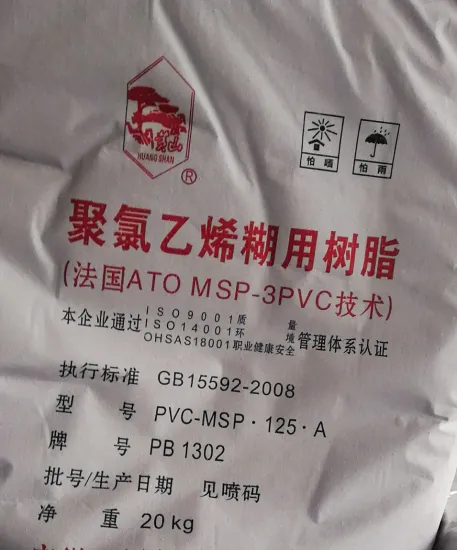 黄山
HUANG SHAN
®
怕晒
怕雨
聚氯乙烯糊用树脂
(法国ATO MSP-3PVC技术)
本企业通过ISO9001质量 ISO14001环境 OHSAS18001职业健康安全管理体系认证
执行标准 GB15592-2008
型 号 PVC-MSP·125·A
牌 号 PB 1302
批号/生产日期 见喷码
净 重 20kg